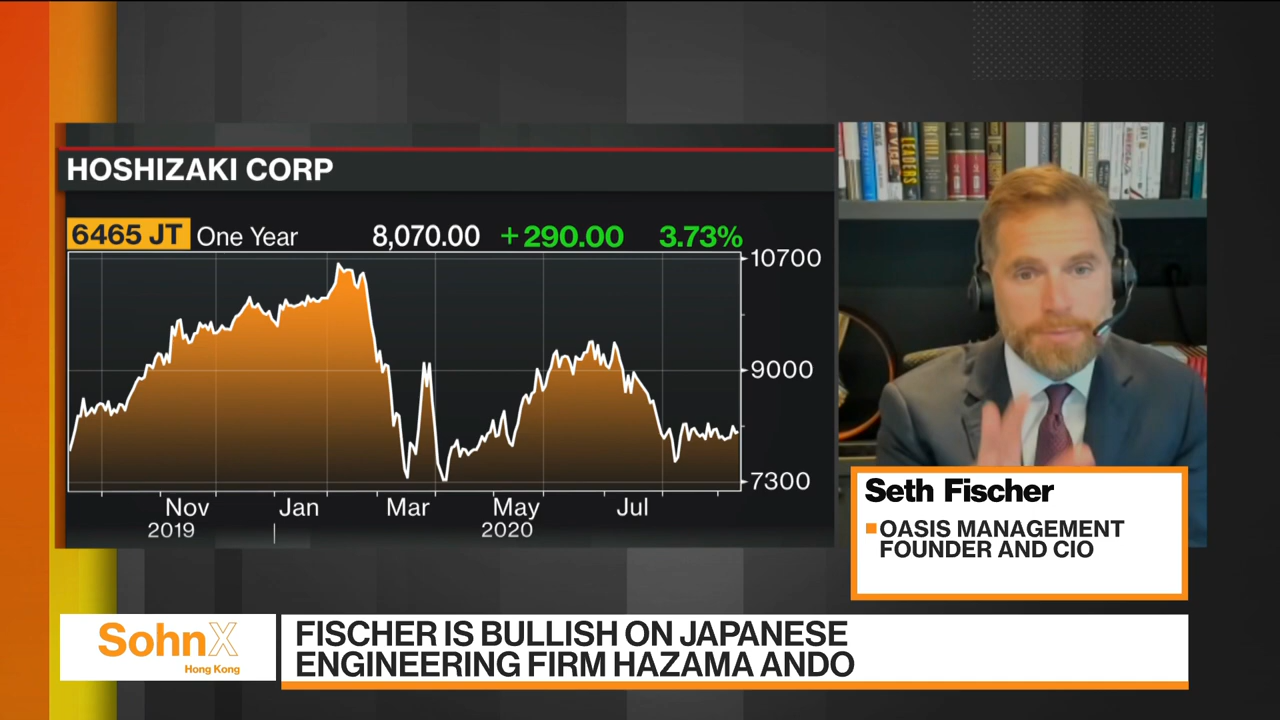 HOSHIZAKI CORP
6465 JT One Year 8,070.00 +290.00 3.73%
10700
9000
7300
Nov Jan Mar May Jul
2019 2020
LEADERS
Seth Fischer
OASIS MANAGEMENT
FOUNDER AND CIO
SohnX
Hong Kong
FISCHER IS BULLISH ON JAPANESE
ENGINEERING FIRM HAZAMA ANDO